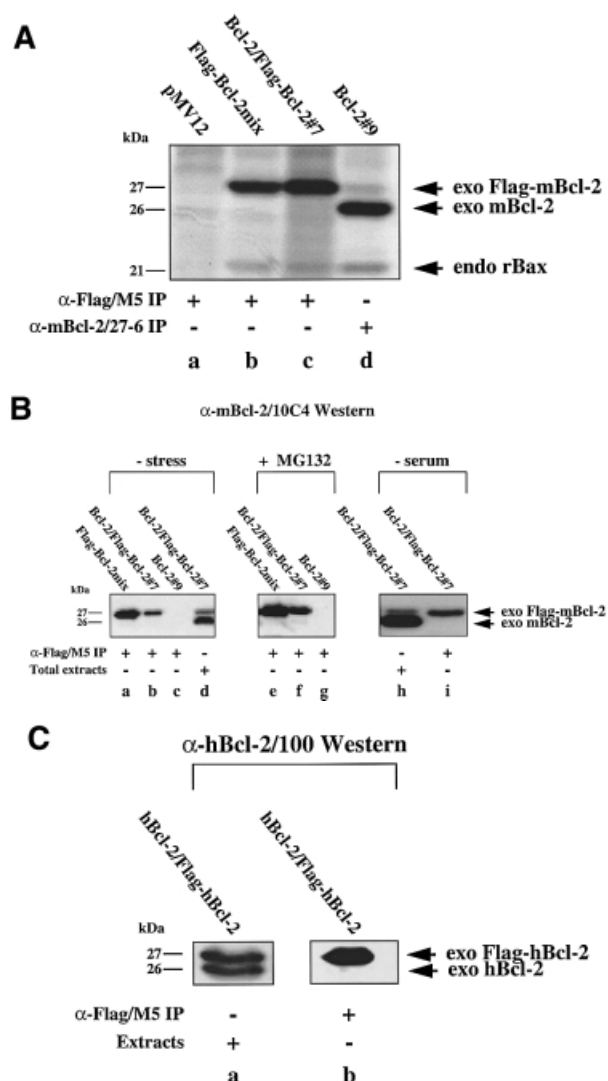 A
pMV12
Flag-Bcl-2mix
Bcl-2/Flag-Bcl-2#7
Bcl-2#9
kDa
27
26
21
exo Flag-mBcl-2
exo mBcl-2
endo rBax
α-Flag/M5 IP + + + -
α-mBcl-2/27-6 IP - - - +
a b c d
B
α-mBcl-2/10C4 Western
- stress + MG132 - serum
Flag-Bcl-2mix
Bcl-2/Flag-Bcl-2#7
Bcl-2#9
Bcl-2/Flag-Bcl-2#7
Flag-Bcl-2mix
Bcl-2/Flag-Bcl-2#7
Bcl-2#9
Bcl-2/Flag-Bcl-2#7
Bcl-2/Flag-Bcl-2#7
kDa
27
26
exo Flag-mBcl-2
exo mBcl-2
α-Flag/M5 IP + + + - + + + - +
Total extracts - - - + - - - + -
a b c d e f g h i
C
α-hBcl-2/100 Western
hBcl-2/Flag-hBcl-2
hBcl-2/Flag-hBcl-2
kDa
27
26
exo Flag-hBcl-2
exo hBcl-2
α-Flag/M5 IP - +
Extracts + -
a b